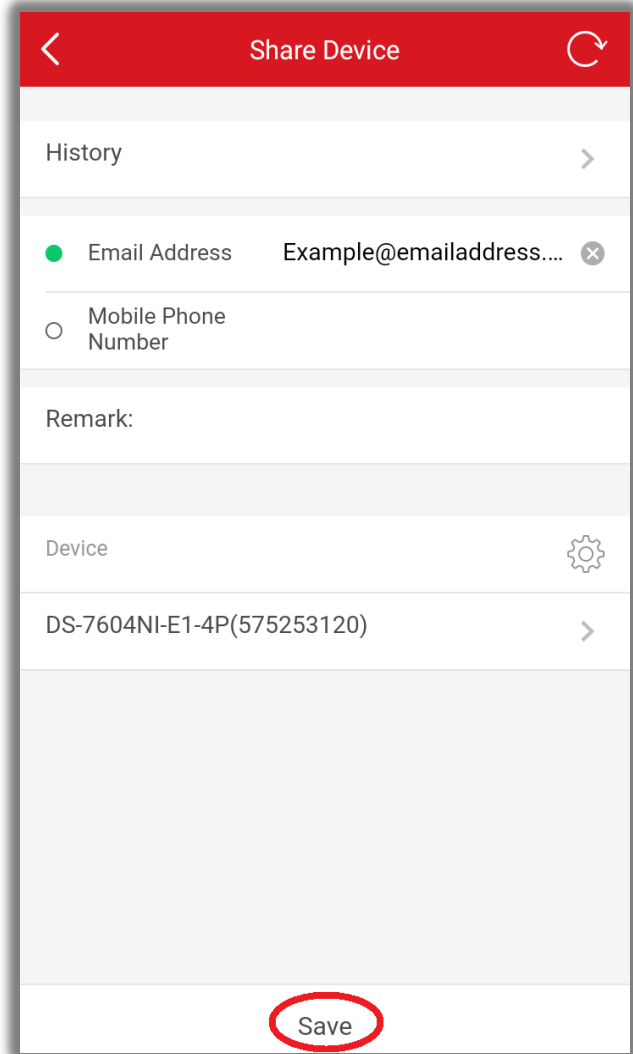 Share Device
History
Email Address Example@emailaddress....
Mobile Phone
Number
Remark:
Device
DS-7604NI-E1-4P(575253120)
Save